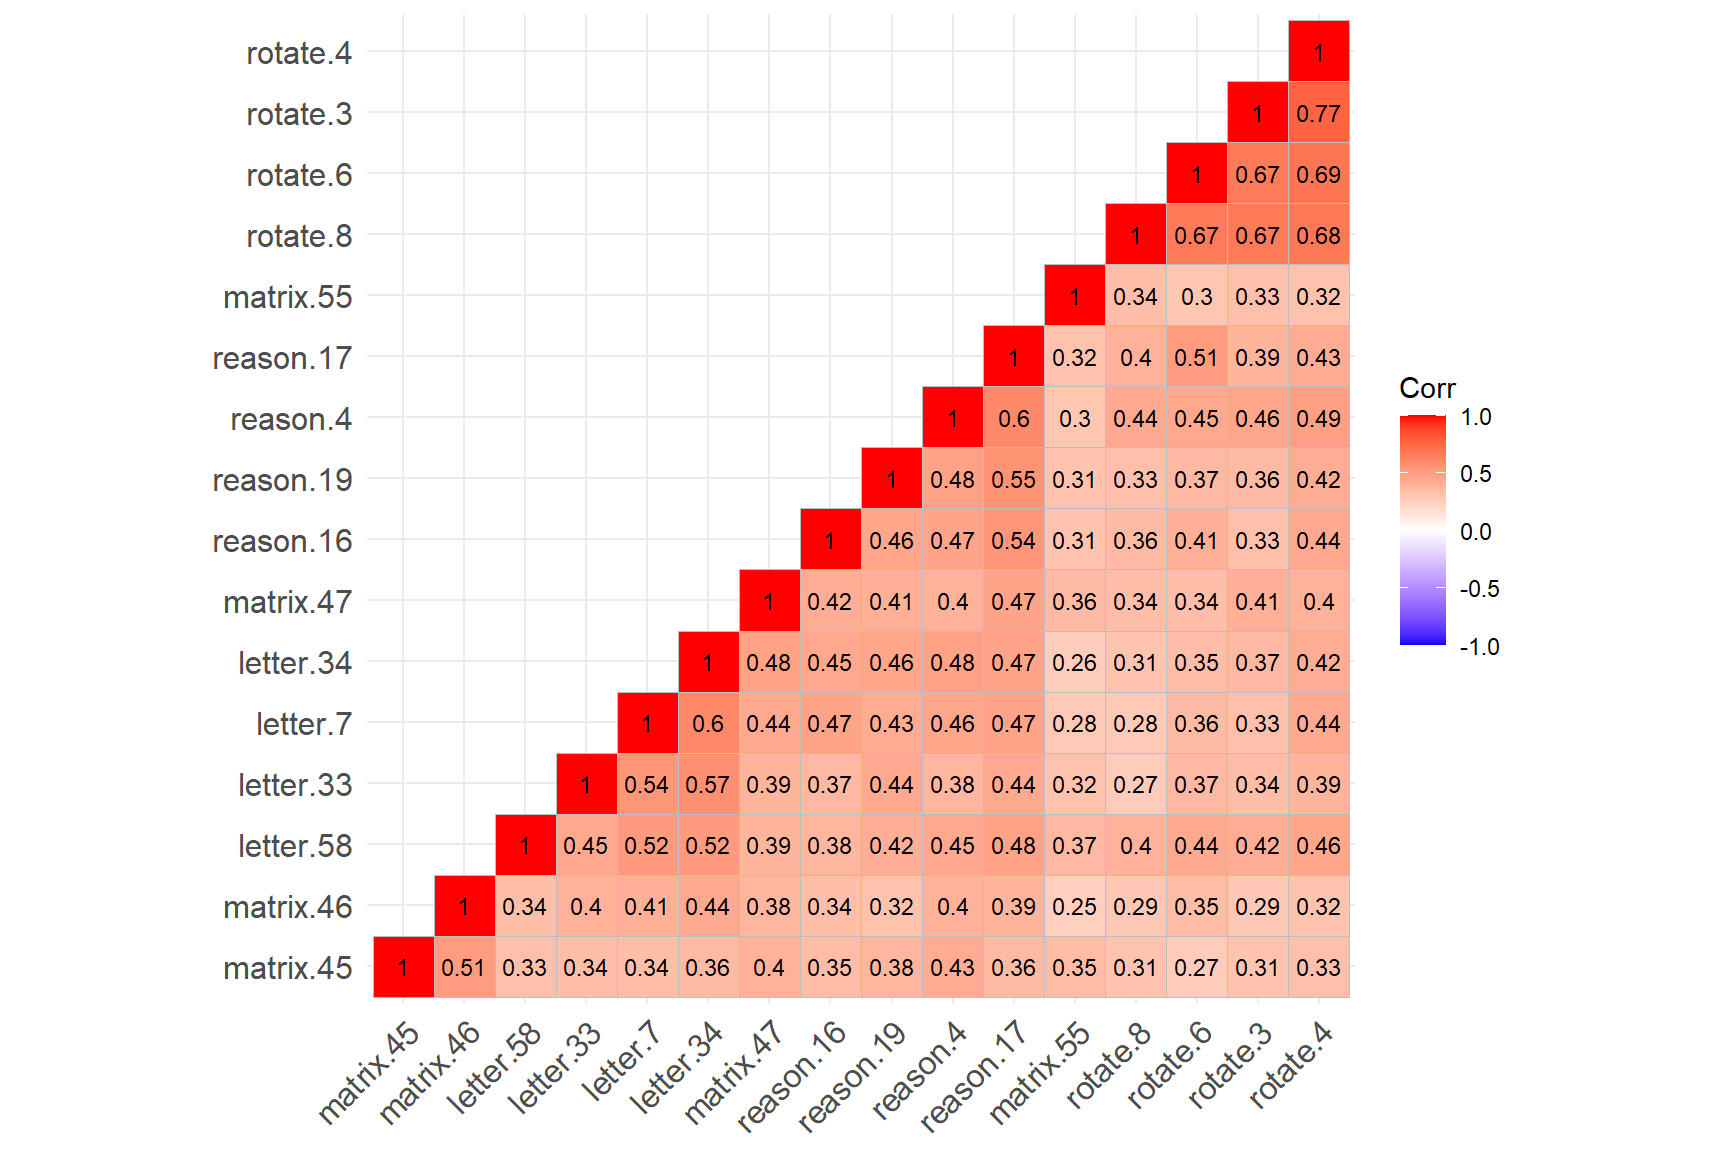 rotate.4 1
rotate.3 1 0.77
rotate.6 1 0.67 0.69
rotate.8 1 0.67 0.67 0.68
matrix.55 1 0.34 0.3 0.33 0.32
reason.17 1 0.32 0.4 0.51 0.39 0.43
reason.4 1 0.6 0.3 0.44 0.45 0.46 0.49
reason.19 1 0.48 0.55 0.31 0.33 0.37 0.36 0.42
reason.16 1 0.46 0.47 0.54 0.31 0.36 0.41 0.33 0.44
matrix.47 1 0.42 0.41 0.4 0.47 0.36 0.34 0.34 0.41 0.4
letter.34 1 0.48 0.45 0.46 0.48 0.47 0.26 0.31 0.35 0.37 0.42
letter.7 1 0.6 0.44 0.47 0.43 0.46 0.47 0.28 0.28 0.36 0.33 0.44
letter.33 1 0.54 0.57 0.39 0.37 0.44 0.38 0.44 0.32 0.27 0.37 0.34 0.39
letter.58 1 0.45 0.52 0.52 0.39 0.38 0.42 0.45 0.48 0.37 0.4 0.44 0.42 0.46
matrix.46 1 0.34 0.4 0.41 0.44 0.38 0.34 0.32 0.4 0.39 0.25 0.29 0.35 0.29 0.32
matrix.45 1 0.51 0.33 0.34 0.34 0.36 0.4 0.35 0.38 0.43 0.36 0.35 0.31 0.27 0.31 0.33
matrix.45 matrix.46 letter.58 letter.33 letter.7 letter.34 matrix.47 reason.16 reason.19 reason.4 reason.17 matrix.55 rotate.8 rotate.6 rotate.3 rotate.4
Corr
1.0
0.5
0.0
-0.5
-1.0